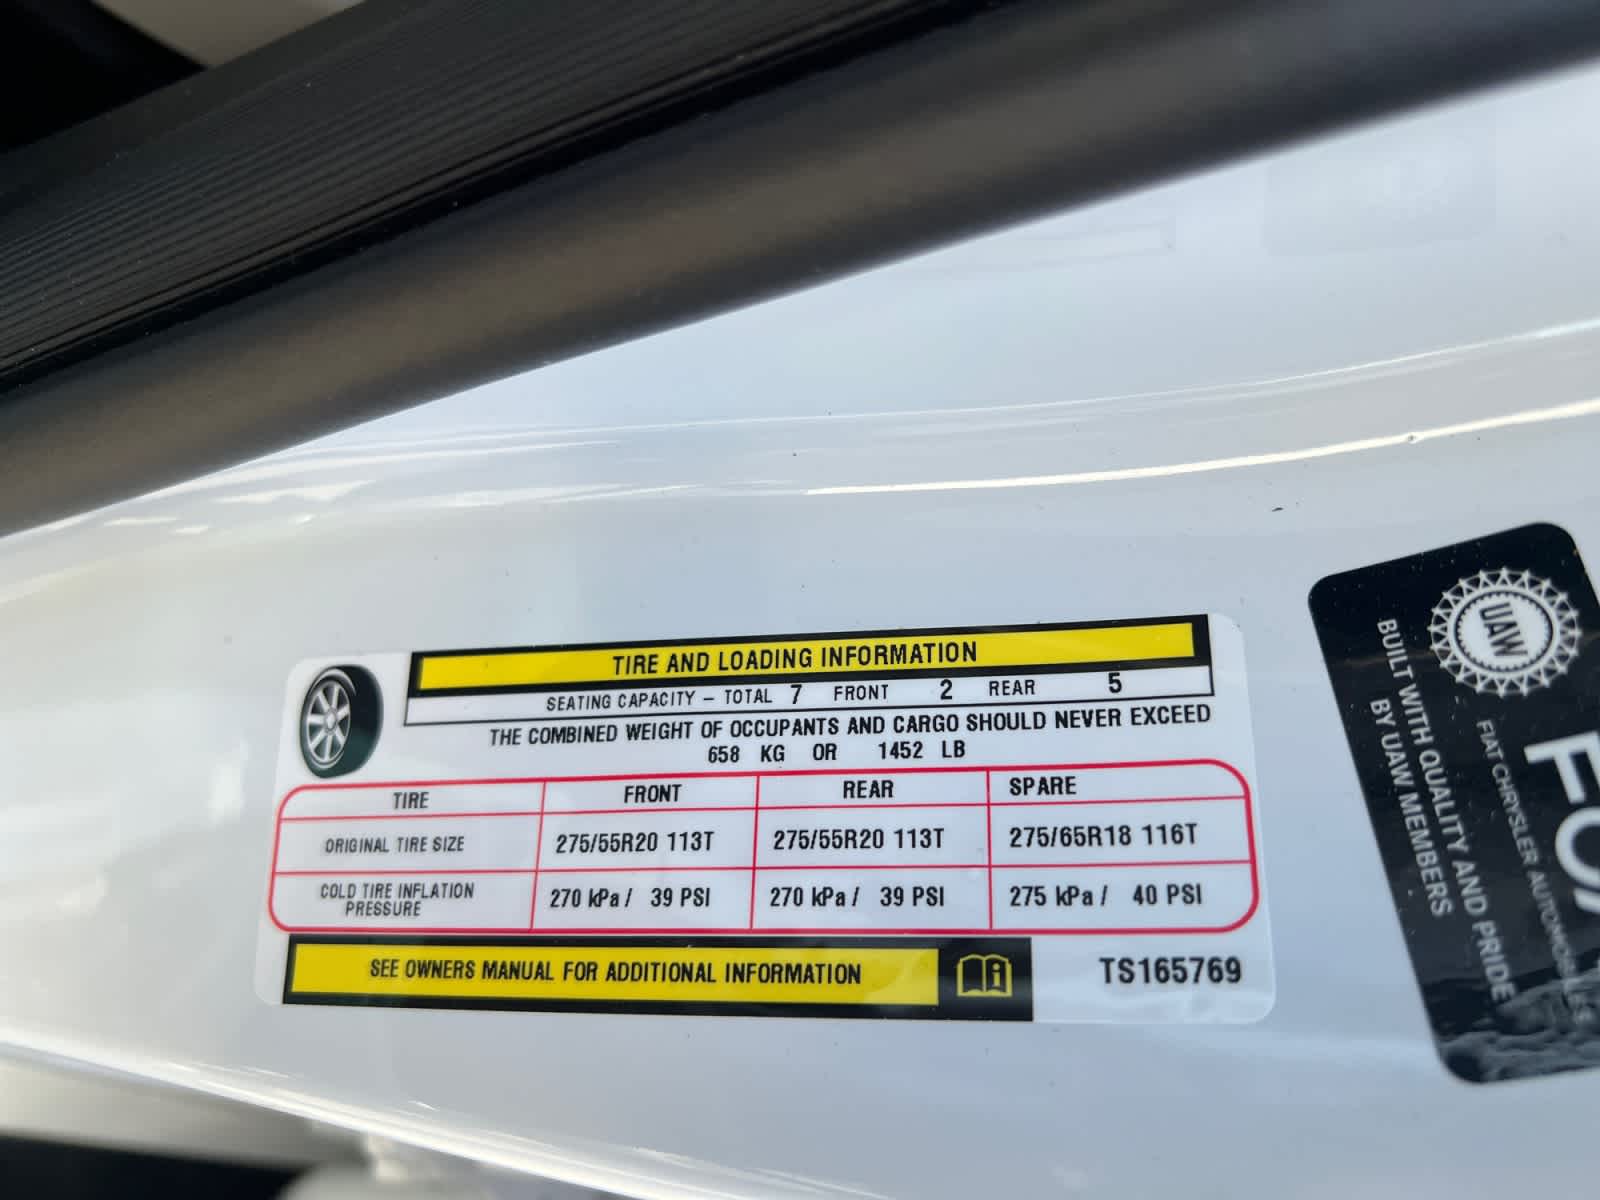 TIRE AND LOADING INFORMATION
SEATING CAPACITY – TOTAL 7 FRONT 2 REAR 5
THE COMBINED WEIGHT OF OCCUPANTS AND CARGO SHOULD NEVER EXCEED
658 KG OR 1452 LB
TIRE FRONT REAR SPARE
ORIGINAL TIRE SIZE 275/55R20 113T 275/55R20 113T 275/65R18 116T
COLD TIRE INFLATION
PRESSURE 270 kPa / 39 PSI 270 kPa / 39 PSI 275 kPa / 40 PSI
SEE OWNERS MANUAL FOR ADDITIONAL INFORMATION
TS165769
UAW
FIAT CHRYSLER AUTOMOBILES
BUILT WITH QUALITY AND PRIDE
BY UAW MEMBERS